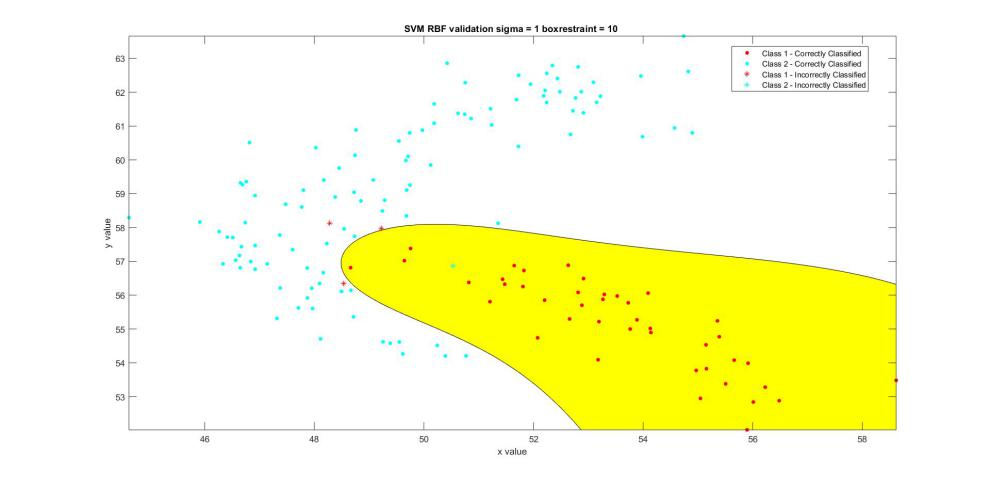 SVM RBF validation sigma = 1 boxrestraint = 10
Class 1 - Correctly Classified
Class 2 - Correctly Classified
Class 1 - Incorrectly Classified
Class 2 - Incorrectly Classified
63
62
61
60
59
58
57
56
55
54
53
y value
46 48 50 52 54 56 58
x value